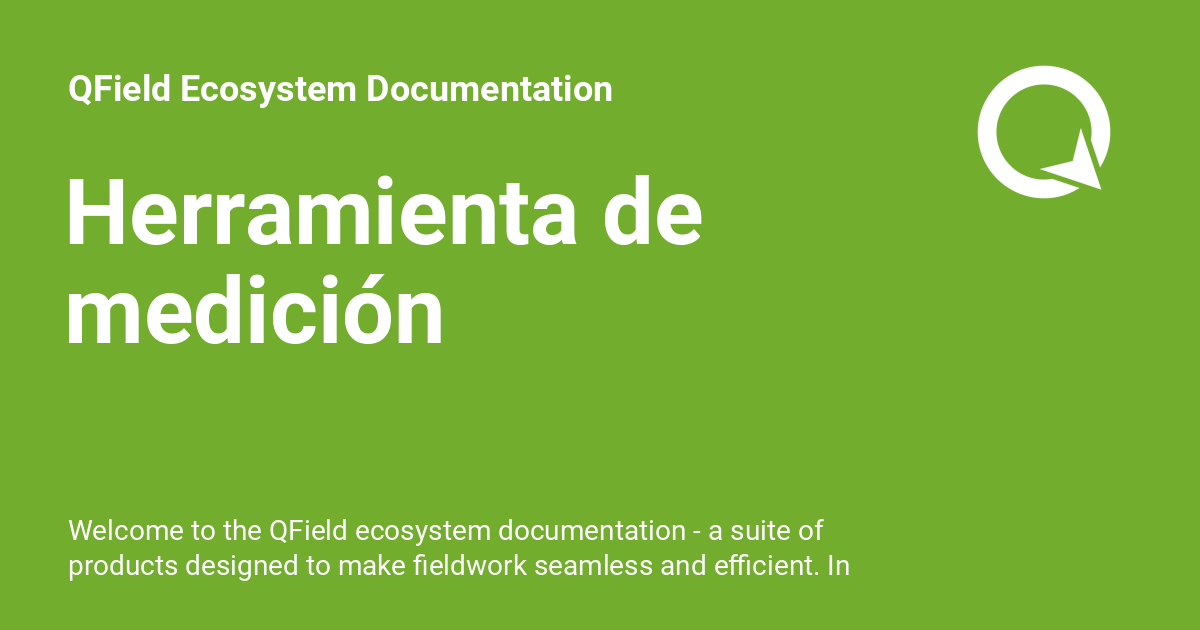 QField Ecosystem Documentation
Herramienta de
medición
Welcome to the QField ecosystem documentation - a suite of
products designed to make fieldwork seamless and efficient. In